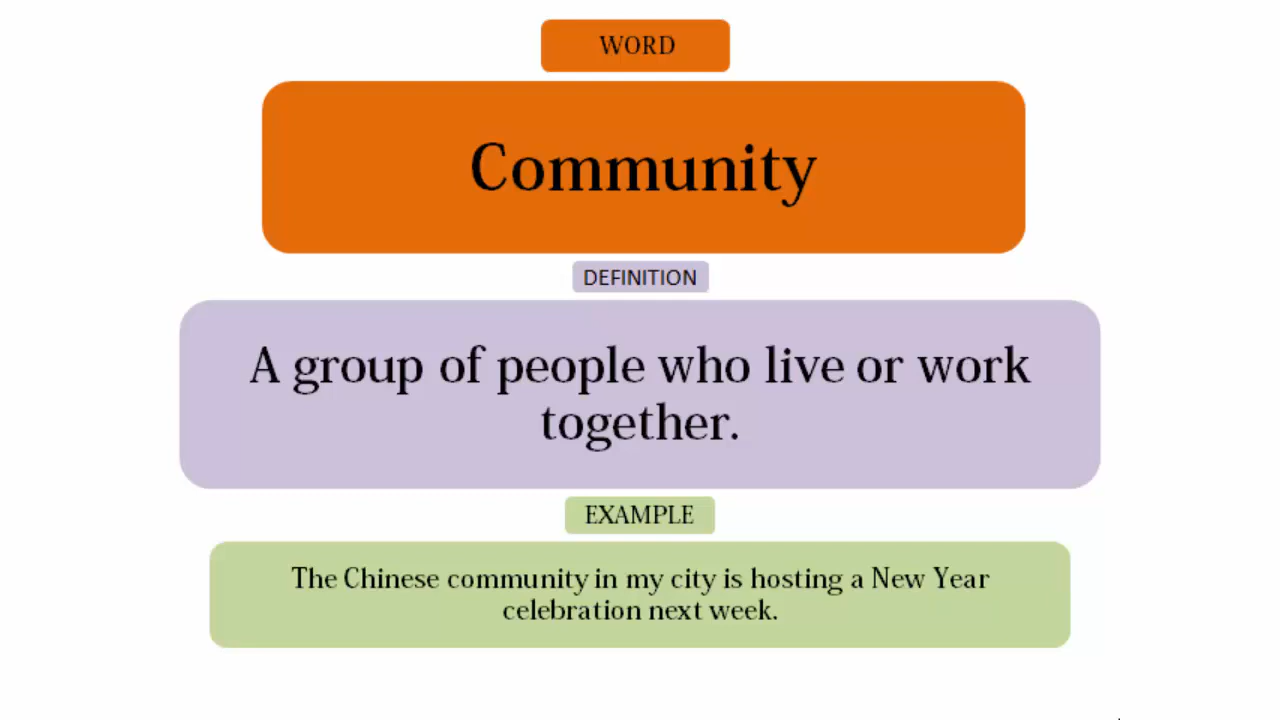 WORD
Community
DEFINITION
A group of people who live or work
together.
EXAMPLE
The Chinese community in my city is hosting a New Year
celebration next week.